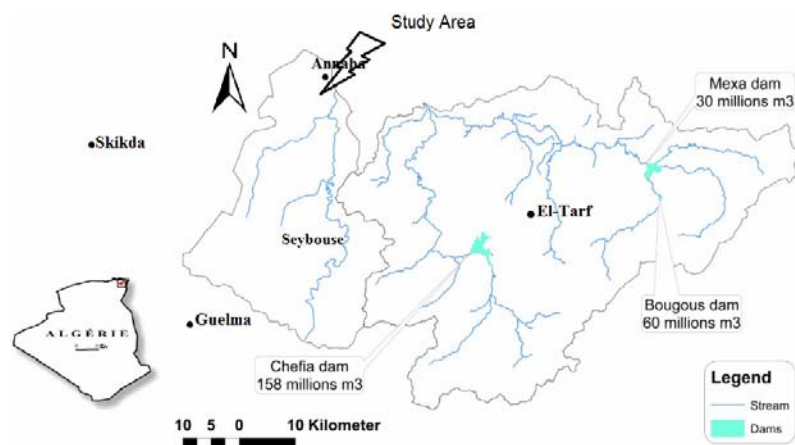 Study Area
N
Annaba
Mexa dam
30 millions m3
Skikda
El-Tarf
Seybouse
Bougous dam
60 millions m3
Guelma
ALGÉRIE
Chefia dam
158 millions m3
Legend
Stream
Dams
10 5 0 10 Kilometer